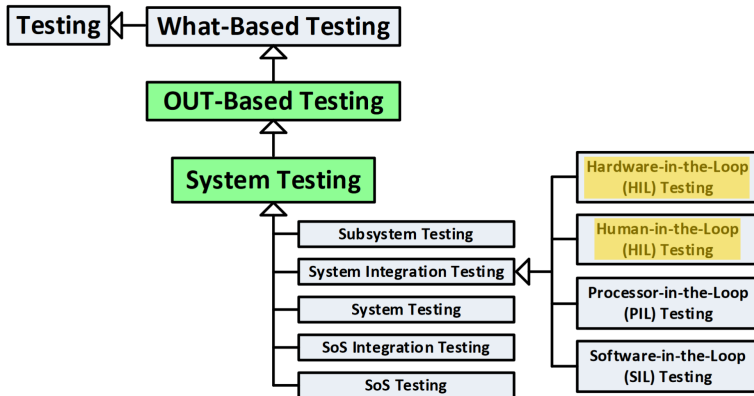 Testing
What-Based Testing
OUT-Based Testing
System Testing
Subsystem Testing
System Integration Testing
System Testing
SoS Integration Testing
SoS Testing
Hardware-in-the-Loop
(HIL) Testing
Human-in-the-Loop
(HIL) Testing
Processor-in-the-Loop
(PIL) Testing
Software-in-the-Loop
(SIL) Testing